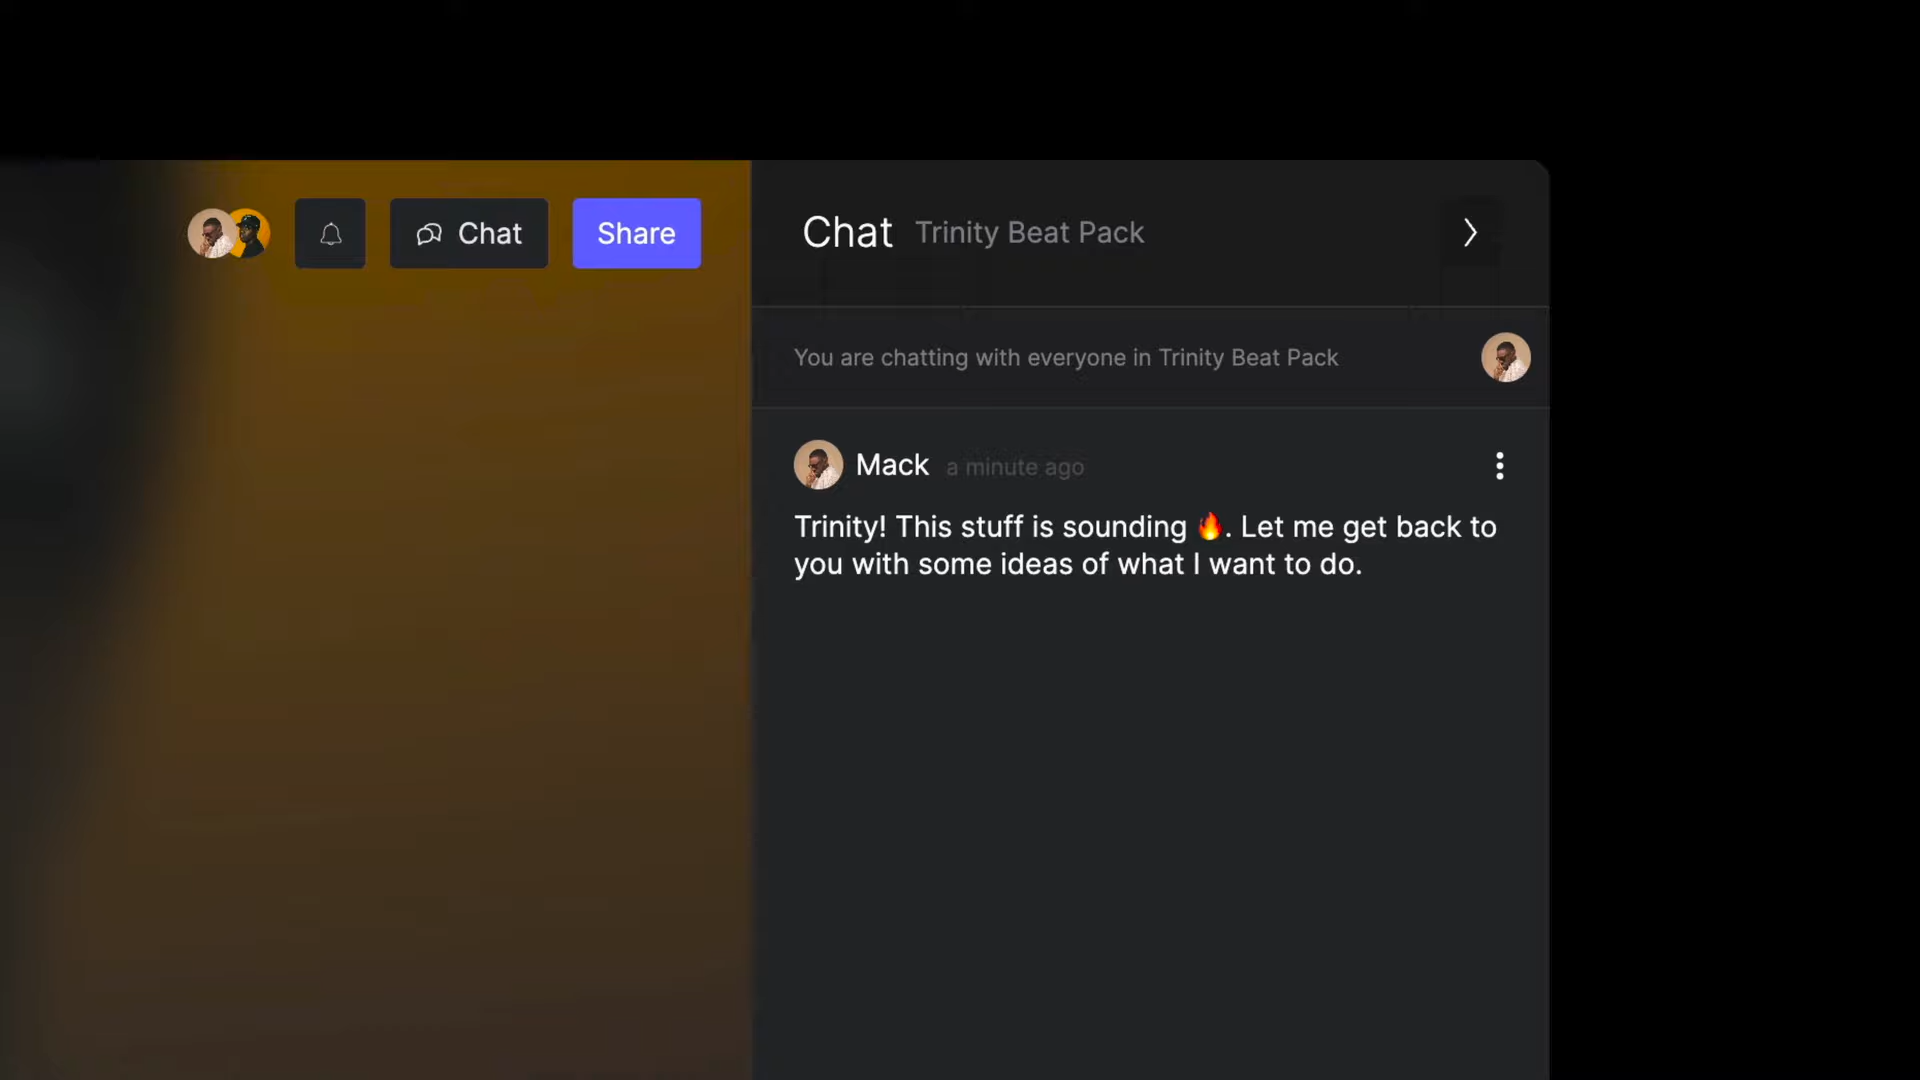 Chat
Share
Chat Trinity Beat Pack
You are chatting with everyone in Trinity Beat Pack
Mack a minute ago
Trinity! This stuff is sounding 🔥. Let me get back to
you with some ideas of what I want to do.